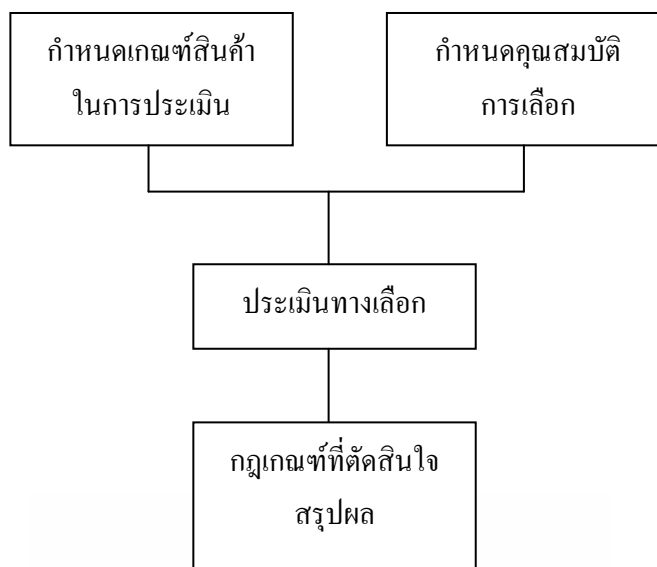 กำหนดเกณฑ์สินค้า
ในการประเมิน
กำหนดคุณสมบัติ
การเลือก
ประเมินทางเลือก
กฎเกณฑ์ที่ตัดสินใจ
สรุปผล